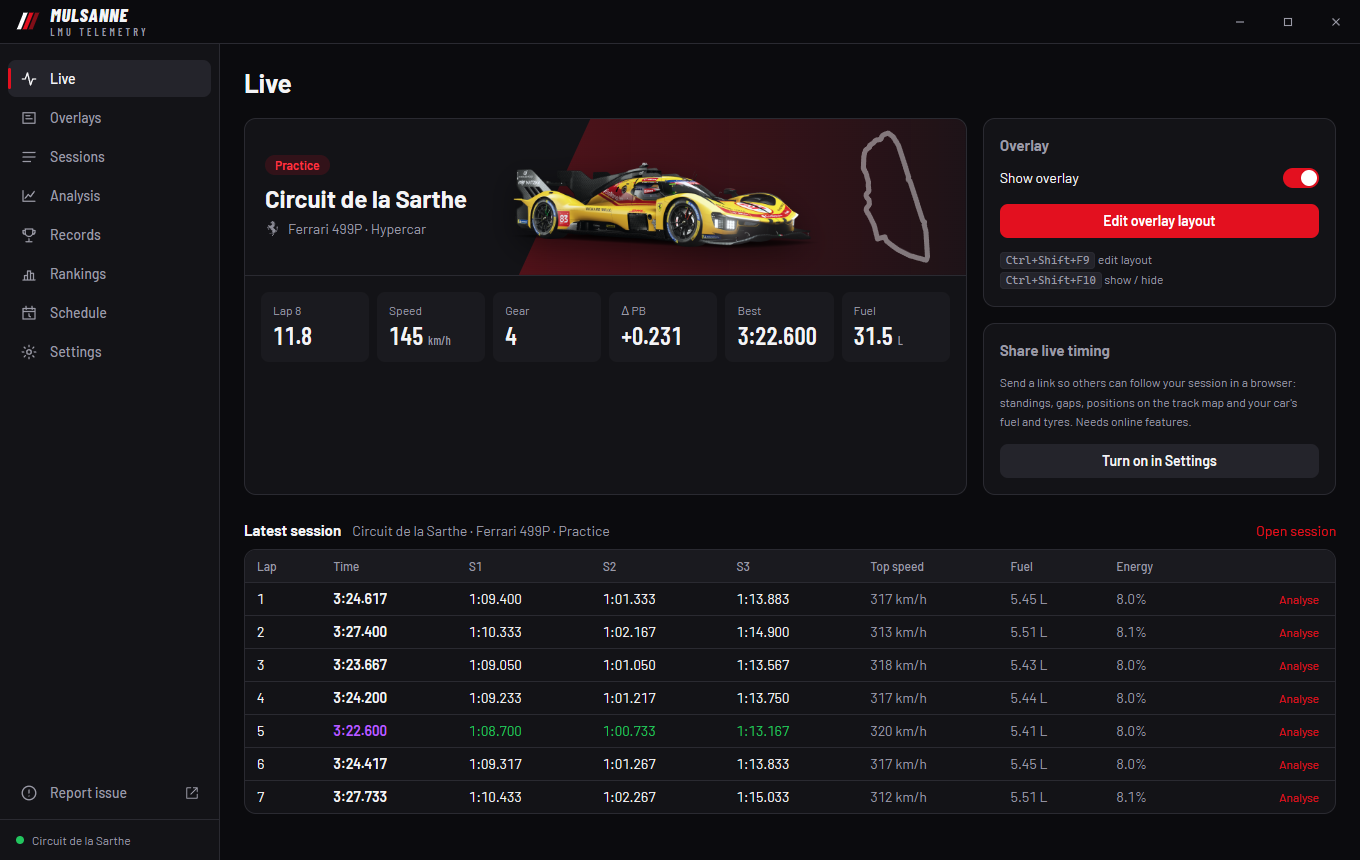 MULSANNE
LMU TELEMETRY
Live
Overlays
Sessions
Analysis
Records
Rankings
Schedule
Settings
Report issue
Circuit de la Sarthe
Live
Practice
Circuit de la Sarthe
Ferrari 499P · Hypercar
83
Lap 8
11.8
Speed
145 km/h
Gear
4
Δ PB
+0.231
Best
3:22.600
Fuel
31.5 L
Overlay
Show overlay
Edit overlay layout
Ctrl+Shift+F9 edit layout
Ctrl+Shift+F10 show / hide
Share live timing
Send a link so others can follow your session in a browser:
standings, gaps, positions on the track map and your car's
fuel and tyres. Needs online features.
Turn on in Settings
Latest session Circuit de la Sarthe · Ferrari 499P · Practice
Open session
Lap Time S1 S2 S3 Top speed Fuel Energy
1 3:24.617 1:09.400 1:01.333 1:13.883 317 km/h 5.45 L 8.0% Analyse
2 3:27.400 1:10.333 1:02.167 1:14.900 313 km/h 5.51 L 8.1% Analyse
3 3:23.667 1:09.050 1:01.050 1:13.567 318 km/h 5.43 L 8.0% Analyse
4 3:24.200 1:09.233 1:01.217 1:13.750 317 km/h 5.44 L 8.0% Analyse
5 3:22.600 1:08.700 1:00.733 1:13.167 320 km/h 5.41 L 8.0% Analyse
6 3:24.417 1:09.317 1:01.267 1:13.833 317 km/h 5.45 L 8.0% Analyse
7 3:27.733 1:10.433 1:02.267 1:15.033 312 km/h 5.51 L 8.1% Analyse